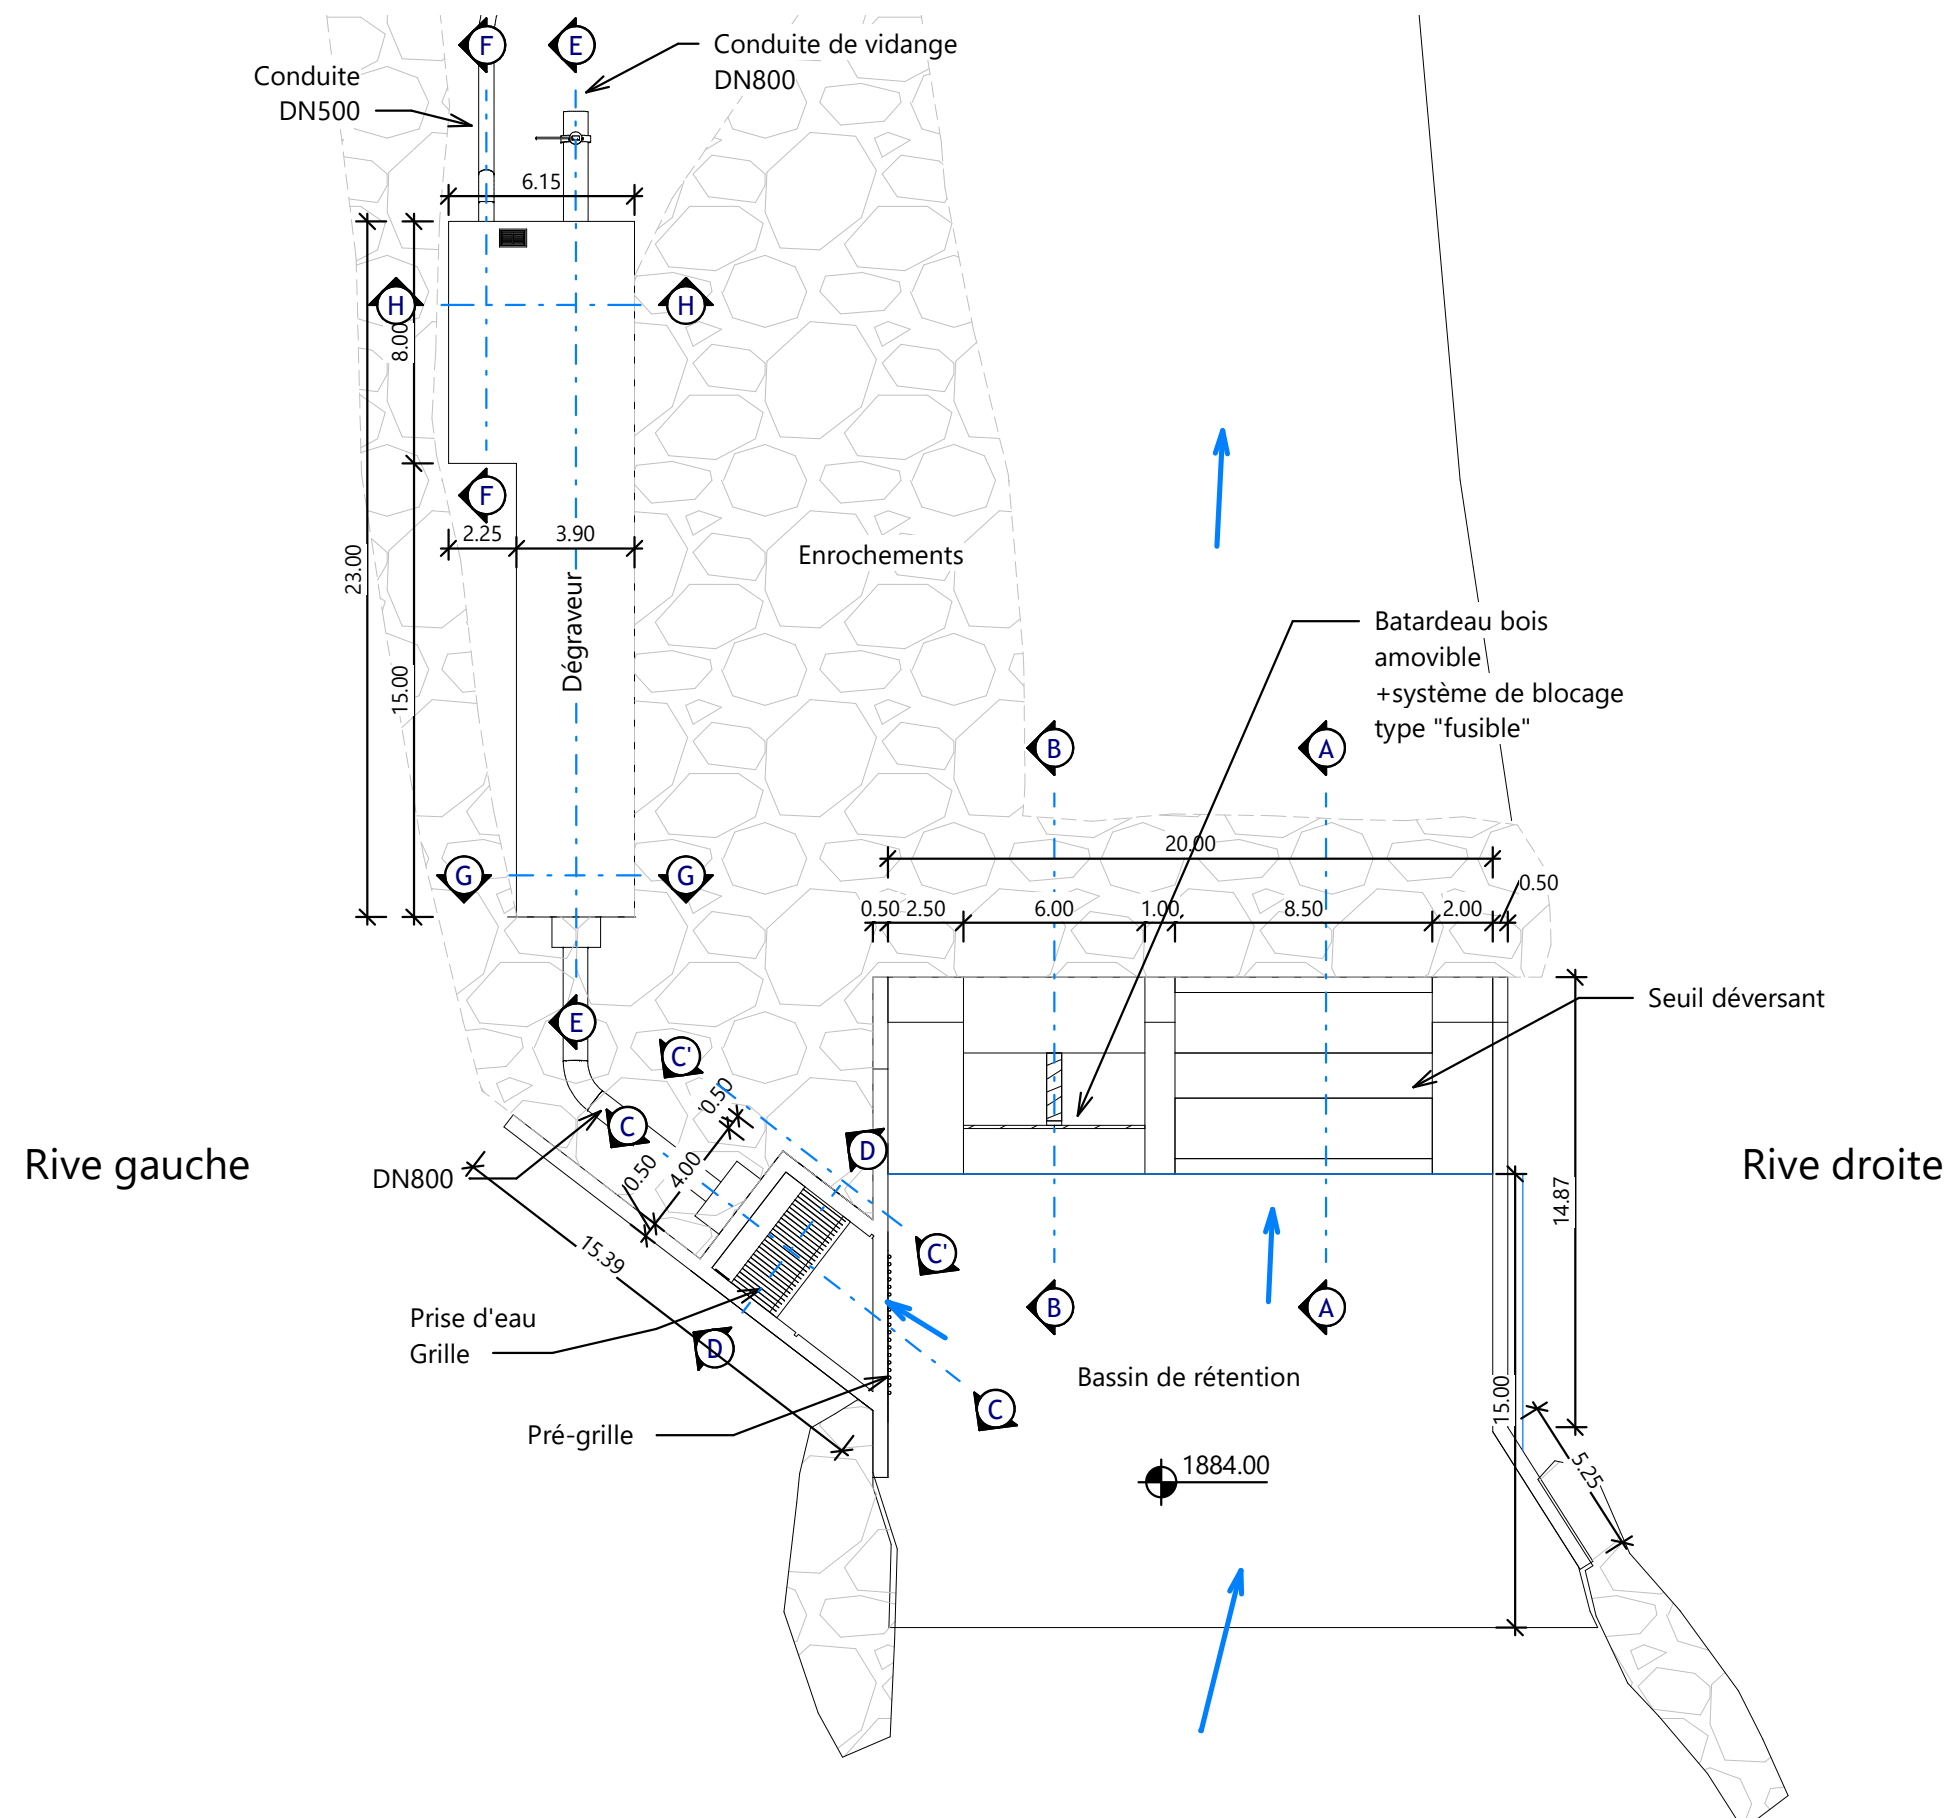 F
E
Conduite de vidange
DN800
Conduite
DN500
6.15
H
H
8.00
F
2.25
3.90
23.00
Enrochements
Dégraveur
15.00
Batardeau bois
amovible
+système de blocage
type "fusible"
B
A
20.00
G
G
0.50
0.50
2.50
6.00
1.00
8.50
2.00
Seuil déversant
E
C'
0.50
C
D
Rive gauche
DN800
0.50
4.00
Rive droite
14.87
15.39
C'
Prise d'eau
Grille
D
B
A
Bassin de rétention
15.00
C
Pré-grille
1884.00
5.25